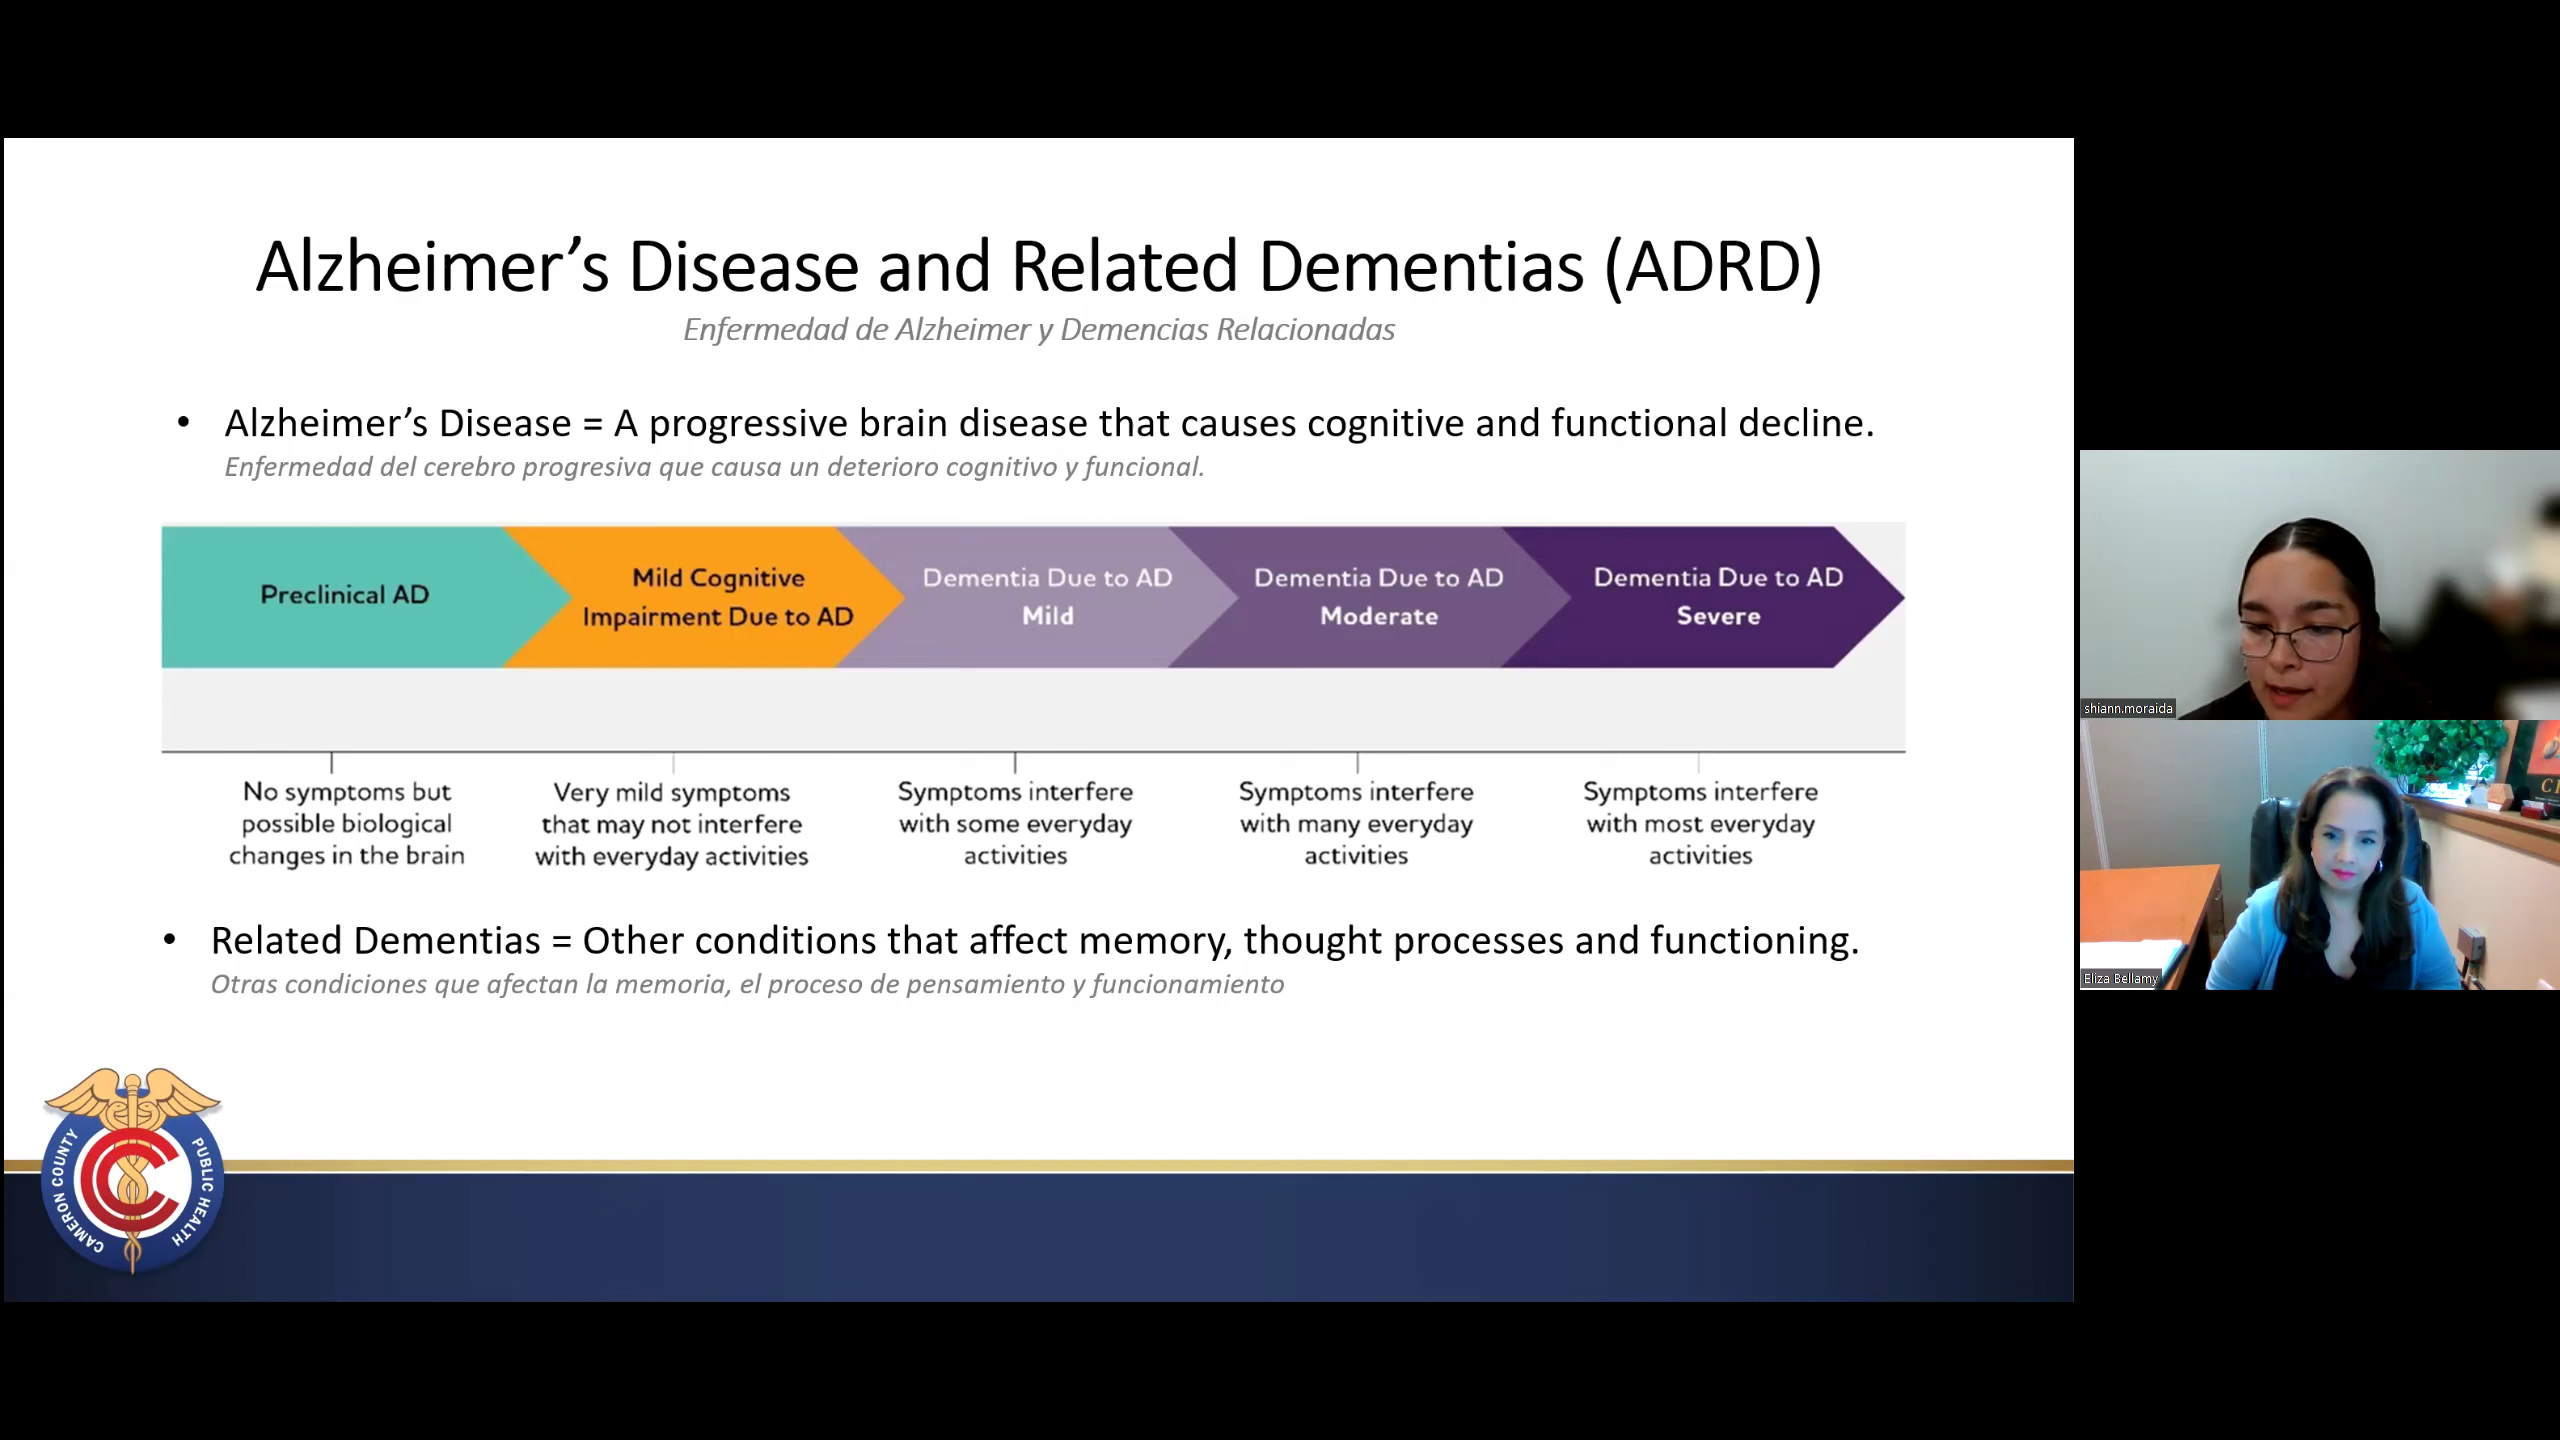 Alzheimer’s Disease and Related Dementias (ADRD)
Enfermedad de Alzheimer y Demencias Relacionadas
• Alzheimer’s Disease = A progressive brain disease that causes cognitive and functional decline.
Enfermedad del cerebro progresiva que causa un deterioro cognitivo y funcional.
Preclinical AD
Mild Cognitive
Impairment Due to AD
Dementia Due to AD
Mild
Dementia Due to AD
Moderate
Dementia Due to AD
Severe
No symptoms but
possible biological
changes in the brain
Very mild symptoms
that may not interfere
with everyday activities
Symptoms interfere
with some everyday
activities
Symptoms interfere
with many everyday
activities
Symptoms interfere
with most everyday
activities
• Related Dementias = Other conditions that affect memory, thought processes and functioning.
Otras condiciones que afectan la memoria, el proceso de pensamiento y funcionamiento
CAMERON COUNTY
PUBLIC HEALTH
shiann.moraida
Eliza Bellamy